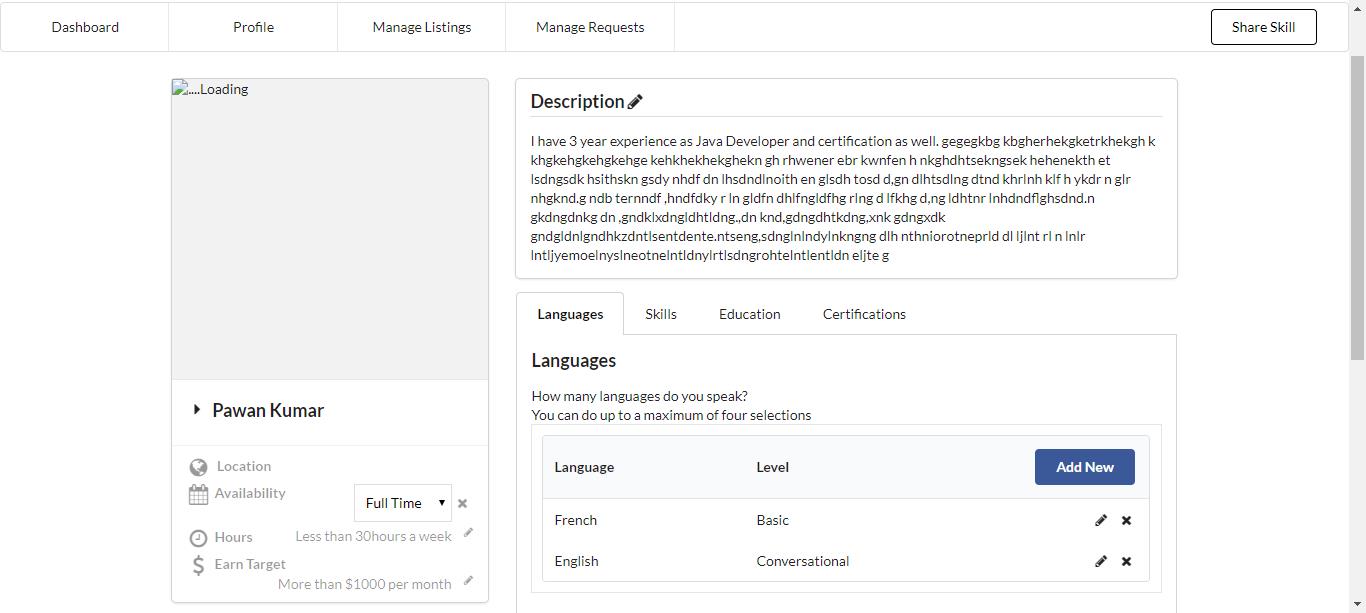 Dashboard
Profile
Manage Listings
Manage Requests
Share Skill
....Loading
Pawan Kumar
Location
Availability
Full Time
Hours
Less than 30hours a week
Earn Target
More than $1000 per month
Description
I have 3 year experience as Java Developer and certification as well. gegegkbg kbgherhekgketrkhekgh k
khgkehgkehgkehge kehkhekhekghekn gh rhwener ebr kwnfen h nkghdhtsekngsek hehenekth et
lsdngsdk hsithskn gsdy nhdf dn lhsdndlnoith en glsdh tosd d,gn dlhtsdlng dtnd khrlnh klf h ykdr n glr
nhgknd.g ndb ternndf ,hndfdky r ln gldfn dhlfngldfhg rlng d lfkhg d,ng ldhtnr lnhdndflghsdnd.n
gkdngdnkg dn ,gndklxdngldhtldng.,dn knd,gdngdhtkdng,xnk gdngxdk
gndgldnlgndhkzdntlsentdente.ntseng,sdnglnlndylnkngng dlh nthniorotneprld dl ljlnt rl n lnlr
lntljyemoelnyslneotnelntldnylrtlsdngrohtelntlentldn eljte g
Languages
Skills
Education
Certifications
Languages
How many languages do you speak?
You can do up to a maximum of four selections
Language
Level
Add New
French
Basic
English
Conversational